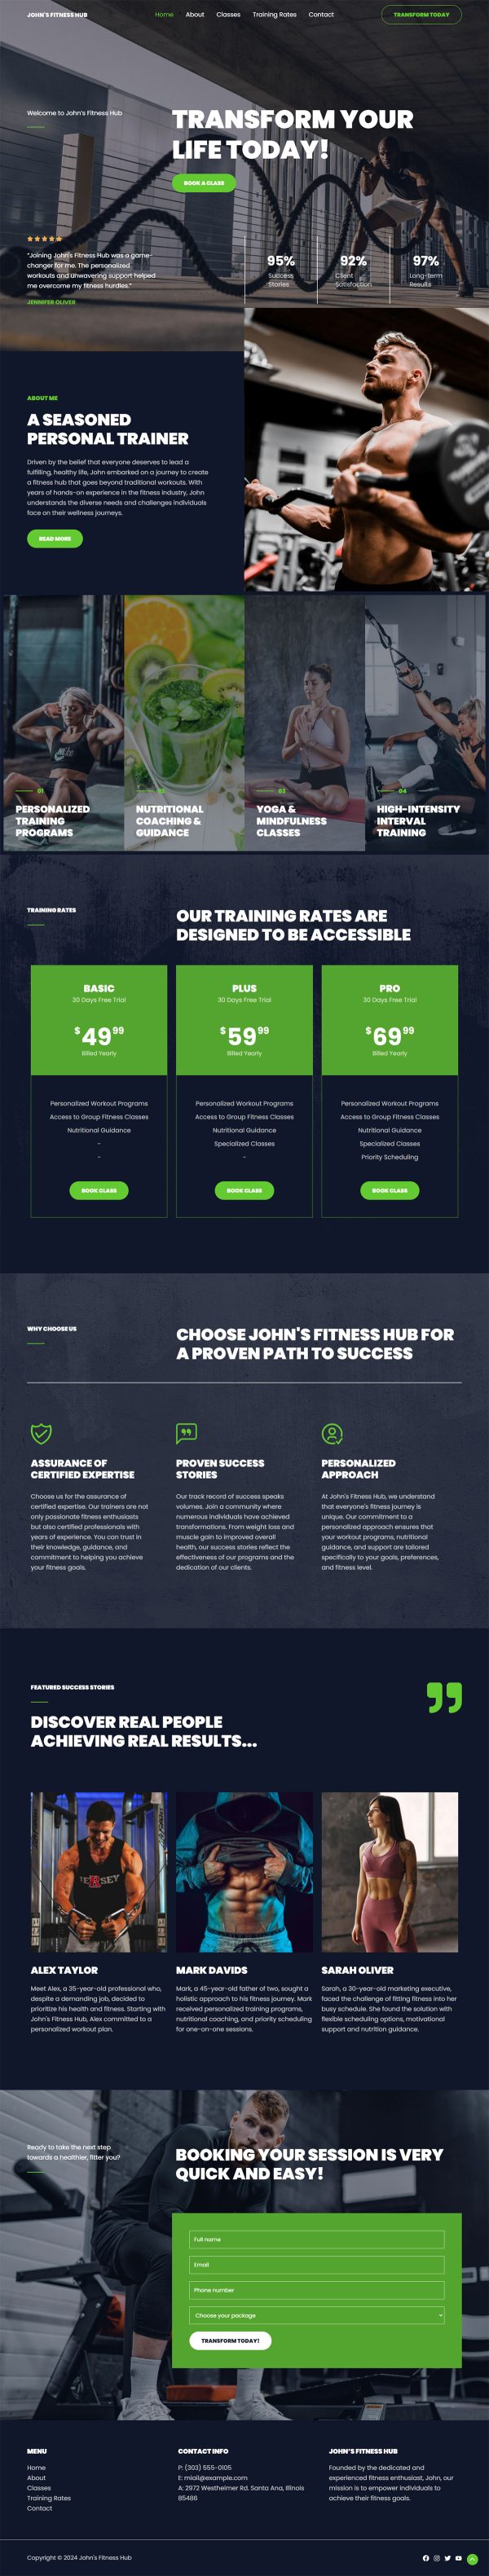 JOHN'S FITNESS HUB
Home About Classes Training Rates Contact
TRANSFORM TODAY
Welcome to John's Fitness Hub
TRANSFORM YOUR
LIFE TODAY!
BOOK A CLASS
"Joining John's Fitness Hub was a game-
changer for me. The personalized
workouts and unwavering support helped
me overcome my fitness hurdles."
JENNIFER OLIVER
95%
Success
Stories
92%
Client
Satisfaction
97%
Long-term
Results
ABOUT ME
A SEASONED
PERSONAL TRAINER
Driven by the belief that everyone deserves to lead a
fulfilling, healthy life, John embarked on a journey to create
a fitness hub that goes beyond traditional workouts. With
years of hands-on experience in the fitness industry, John
understands the diverse needs and challenges individuals
face on their wellness journeys.
READ MORE
01
PERSONALIZED
TRAINING
PROGRAMS
02
NUTRITIONAL
COACHING &
GUIDANCE
03
YOGA &
MINDFULNESS
CLASSES
04
HIGH-INTENSITY
INTERVAL
TRAINING
TRAINING RATES
OUR TRAINING RATES ARE
DESIGNED TO BE ACCESSIBLE
BASIC
30 Days Free Trial
$49.99
Billed Yearly
Personalized Workout Programs
Access to Group Fitness Classes
Nutritional Guidance
-
-
BOOK CLASS
PLUS
30 Days Free Trial
$59.99
Billed Yearly
Personalized Workout Programs
Access to Group Fitness Classes
Nutritional Guidance
Specialized Classes
-
BOOK CLASS
PRO
30 Days Free Trial
$69.99
Billed Yearly
Personalized Workout Programs
Access to Group Fitness Classes
Nutritional Guidance
Specialized Classes
Priority Scheduling
BOOK CLASS
WHY CHOOSE US
CHOOSE JOHN'S FITNESS HUB FOR
A PROVEN PATH TO SUCCESS
ASSURANCE OF
CERTIFIED EXPERTISE
Choose us for the assurance of
certified expertise. Our trainers are not
only passionate fitness enthusiasts
but also certified professionals with
years of experience. You can trust in
their knowledge, guidance, and
commitment to helping you achieve
your fitness goals.
PROVEN SUCCESS
STORIES
Our track record of success speaks
volumes. Join a community where
numerous individuals have achieved
transformations. From weight loss and
muscle gain to improved overall
health, our success stories reflect the
effectiveness of our programs and the
dedication of our clients.
PERSONALIZED
APPROACH
At John's Fitness Hub, we understand
that everyone's fitness journey is
unique. Our commitment to a
personalized approach ensures that
your workout programs, nutritional
guidance, and support are tailored
specifically to your goals, preferences,
and fitness level.
FEATURED SUCCESS STORIES
DISCOVER REAL PEOPLE
ACHIEVING REAL RESULTS...
ALEX TAYLOR
Meet Alex, a 35-year-old professional who,
despite a demanding job, decided to
prioritize his health and fitness. Starting with
John's Fitness Hub, Alex committed to a
personalized workout plan.
MARK DAVIDS
Mark, a 45-year-old father of two, sought a
holistic approach to his fitness journey. Mark
received personalized training programs,
nutritional coaching, and priority scheduling
for one-on-one sessions.
SARAH OLIVER
Sarah, a 30-year-old marketing executive,
faced the challenge of fitting fitness into her
busy schedule. She found the solution with
flexible scheduling options, motivational
support and nutrition guidance.
Ready to take the next step
towards a healthier, fitter you?
BOOKING YOUR SESSION IS VERY
QUICK AND EASY!
Full name
Email
Phone number
Choose your package
TRANSFORM TODAY!
MENU
Home
About
Classes
Training Rates
Contact
CONTACT INFO
P: (303) 555-0105
E: mial@example.com
A: 2972 Westheimer Rd. Santa Ana, Illinois
85486
JOHN'S FITNESS HUB
Founded by the dedicated and
experienced fitness enthusiast, John, our
mission is to empower individuals to
achieve their fitness goals.
Copyright © 2024 John's Fitness Hub